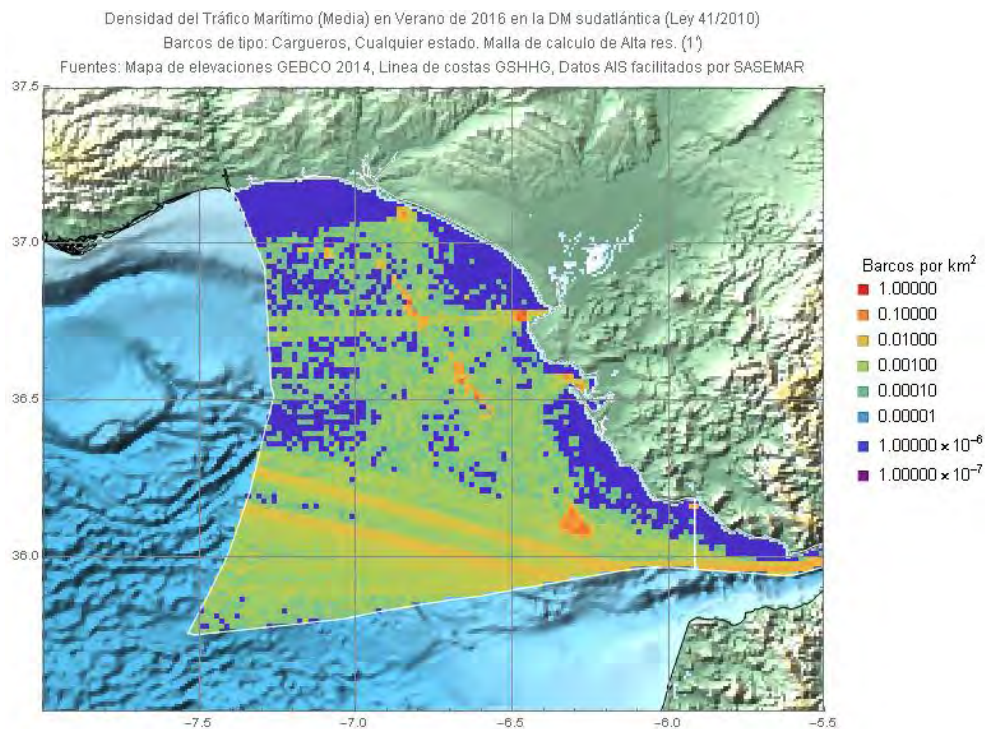 Densidad del Tráfico Marítimo (Media) en Verano de 2016 en la DM sudatlántica (Ley 41/2010)
Barcos de tipo: Cargueros, Cualquier estado. Malla de calculo de Alta res. (1')
Fuentes: Mapa de elevaciones GEBCO 2014, Linea de costas GSHHG, Datos AIS facilitados por SASEMAR
37.5
37.0
36.5
36.0
-7.5 -7.0 -6.5 -6.0 -5.5
Barcos por km²
1.00000
0.10000
0.01000
0.00100
0.00010
0.00001
1.00000 × 10⁻⁶
1.00000 × 10⁻⁷